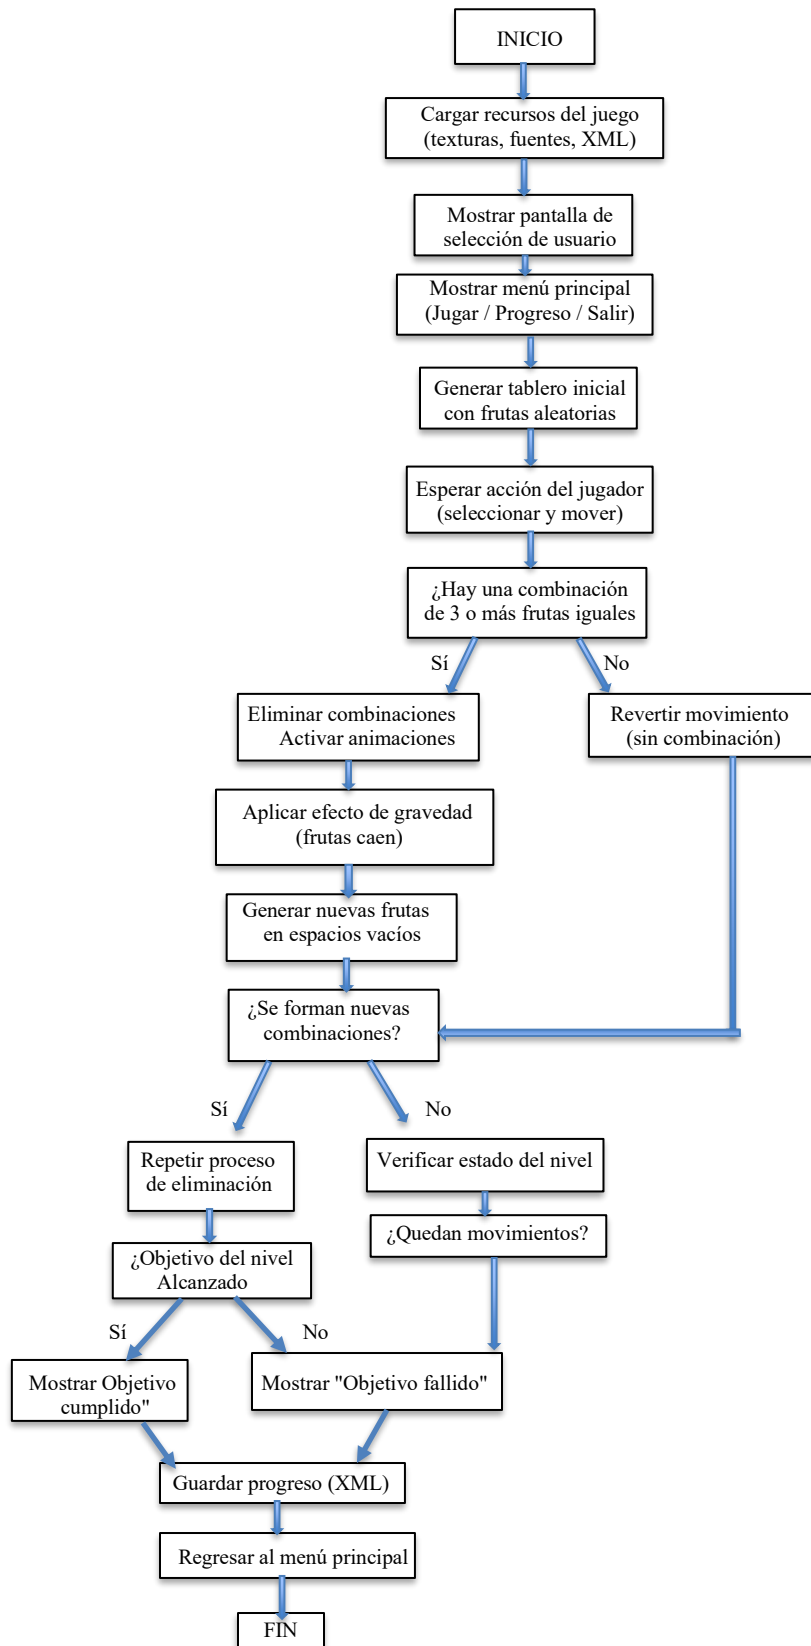 INICIO
Cargar recursos del juego
(texturas, fuentes, XML)
Mostrar pantalla de
selección de usuario
Mostrar menú principal
(Jugar / Progreso / Salir)
Generar tablero inicial
con frutas aleatorias
Esperar acción del jugador
(seleccionar y mover)
¿Hay una combinación
de 3 o más frutas iguales
Sí
No
Eliminar combinaciones
Activar animaciones
Revertir movimiento
(sin combinación)
Aplicar efecto de gravedad
(frutas caen)
Generar nuevas frutas
en espacios vacíos
¿Se forman nuevas
combinaciones?
Sí
No
Repetir proceso
de eliminación
Verificar estado del nivel
¿Quedan movimientos?
¿Objetivo del nivel
Alcanzado
Sí
No
Mostrar Objetivo
cumplido"
Mostrar "Objetivo fallido"
Guardar progreso (XML)
Regresar al menú principal
FIN